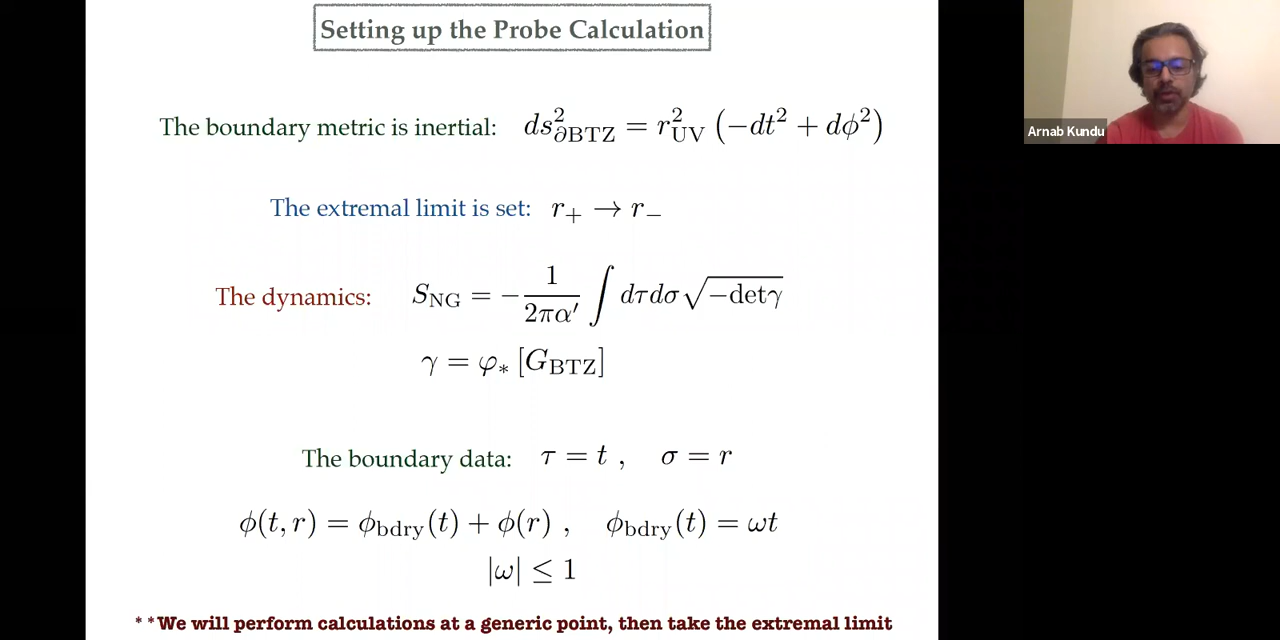 Setting up the Probe Calculation
The boundary metric is inertial: ds²_∂BTZ = r²_UV (−dt² + dϕ²)
The extremal limit is set: r₊ → r₋
The dynamics: S_NG = − 1/(2πα′) ∫ dτdσ √(−detγ)
γ = φ_* [G_BTZ]
The boundary data: τ = t , σ = r
ϕ(t, r) = ϕ_bdry(t) + ϕ(r) , ϕ_bdry(t) = ωt
|ω| ≤ 1
**We will perform calculations at a generic point, then take the extremal limit
Arnab Kundu